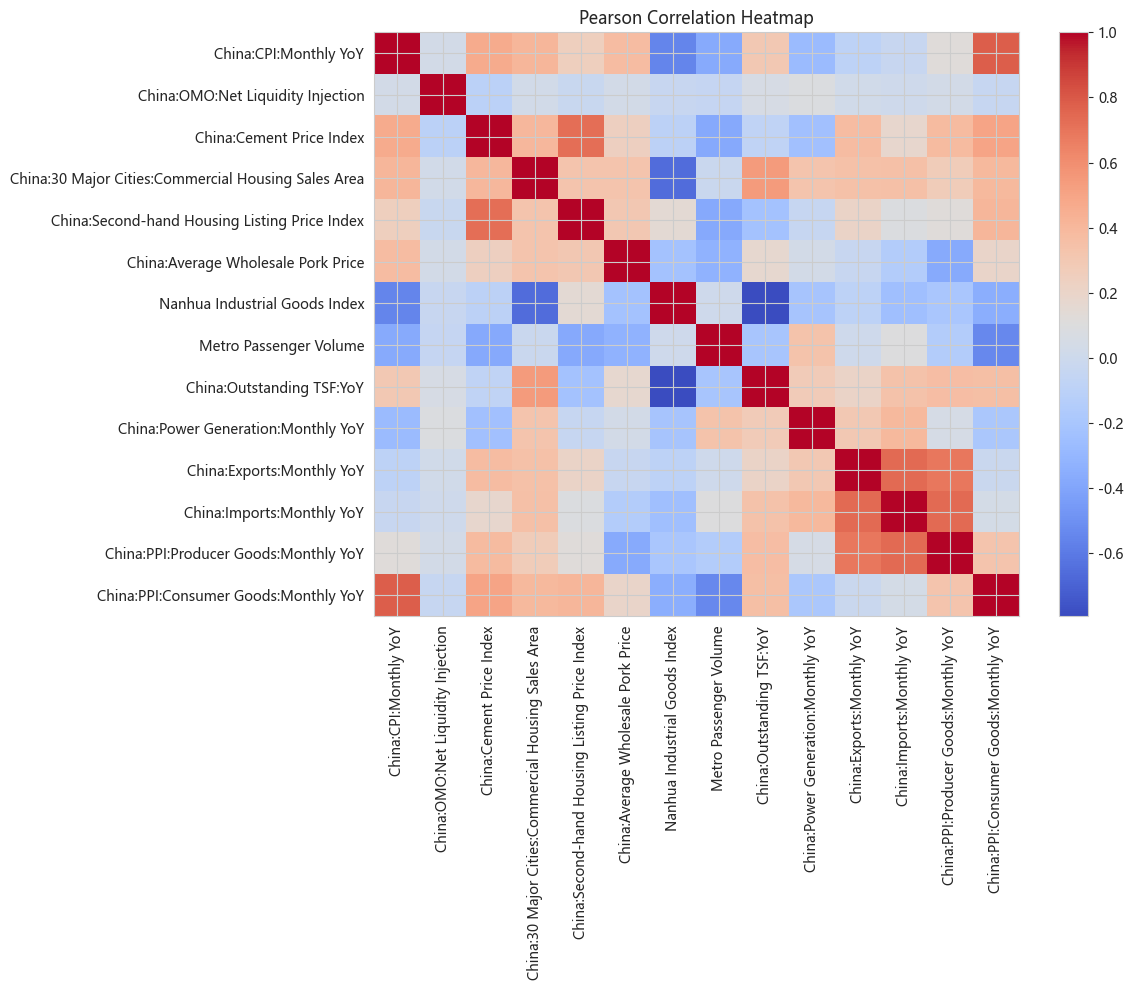 Pearson Correlation Heatmap
China:CPI:Monthly YoY
China:OMO:Net Liquidity Injection
China:Cement Price Index
China:30 Major Cities:Commercial Housing Sales Area
China:Second-hand Housing Listing Price Index
China:Average Wholesale Pork Price
Nanhua Industrial Goods Index
Metro Passenger Volume
China:Outstanding TSF:YoY
China:Power Generation:Monthly YoY
China:Exports:Monthly YoY
China:Imports:Monthly YoY
China:PPI:Producer Goods:Monthly YoY
China:PPI:Consumer Goods:Monthly YoY
China:CPI:Monthly YoY
China:OMO:Net Liquidity Injection
China:Cement Price Index
China:30 Major Cities:Commercial Housing Sales Area
China:Second-hand Housing Listing Price Index
China:Average Wholesale Pork Price
Nanhua Industrial Goods Index
Metro Passenger Volume
China:Outstanding TSF:YoY
China:Power Generation:Monthly YoY
China:Exports:Monthly YoY
China:Imports:Monthly YoY
China:PPI:Producer Goods:Monthly YoY
China:PPI:Consumer Goods:Monthly YoY
1.0
0.8
0.6
0.4
0.2
0.0
-0.2
-0.4
-0.6